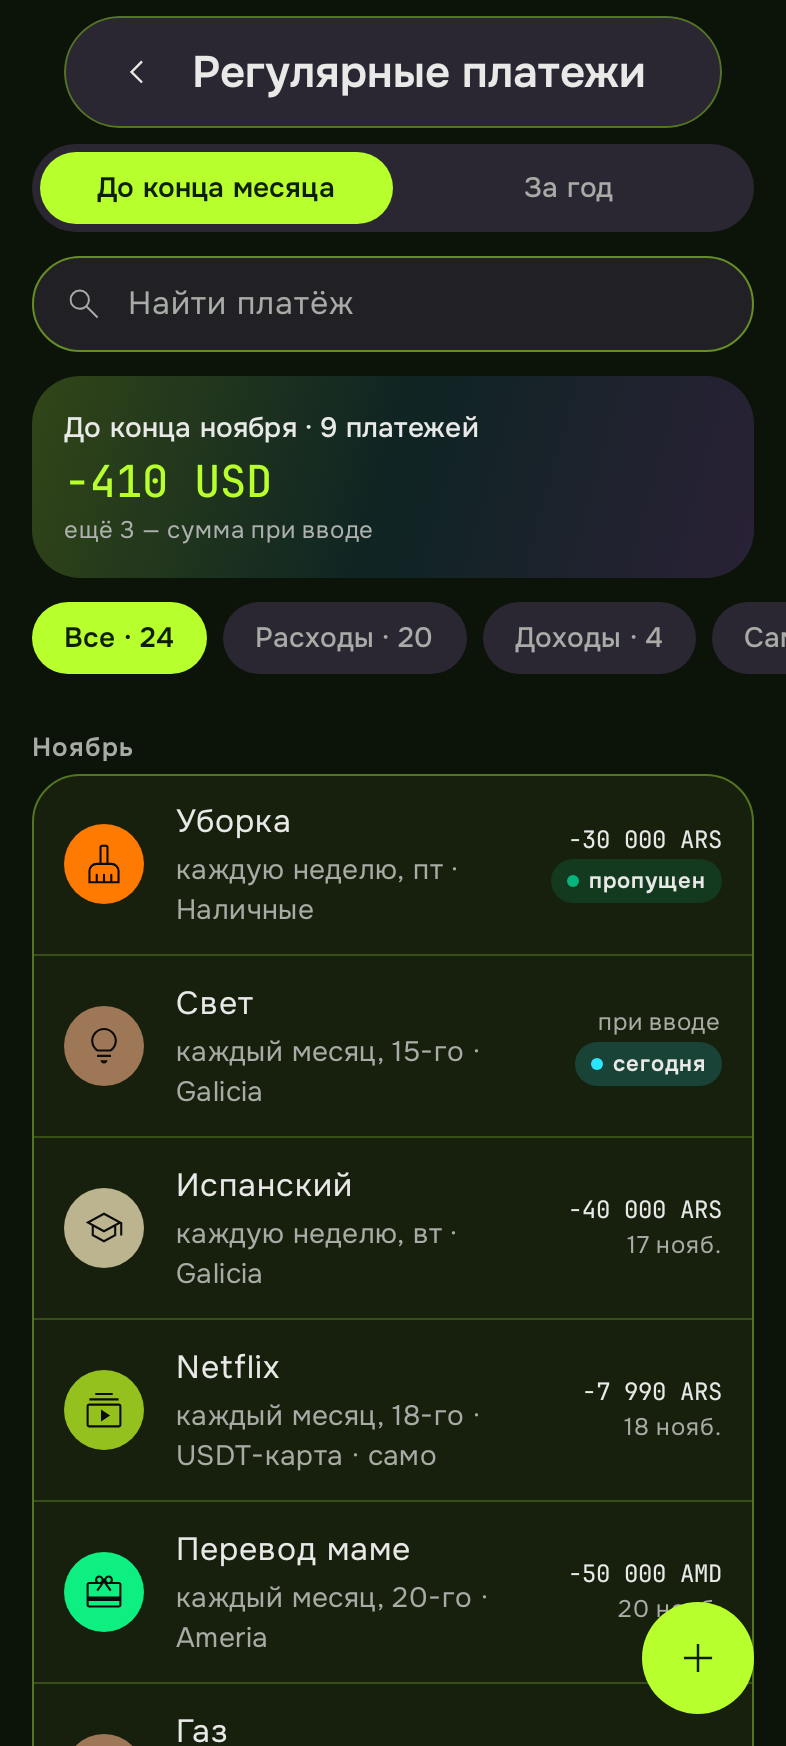 Регулярные платежи
До конца месяца
За год
Найти платёж
До конца ноября · 9 платежей
-410 USD
ещё 3 — сумма при вводе
Все · 24
Расходы · 20
Доходы · 4
Ноябрь
Уборка
каждую неделю, пт ·
Наличные
-30 000 ARS
пропущен
Свет
каждый месяц, 15-го ·
Galicia
при вводе
сегодня
Испанский
каждую неделю, вт ·
Galicia
-40 000 ARS
17 нояб.
Netflix
каждый месяц, 18-го ·
USDT-карта · само
-7 990 ARS
18 нояб.
Перевод маме
каждый месяц, 20-го ·
Ameria
-50 000 AMD
20
Газ